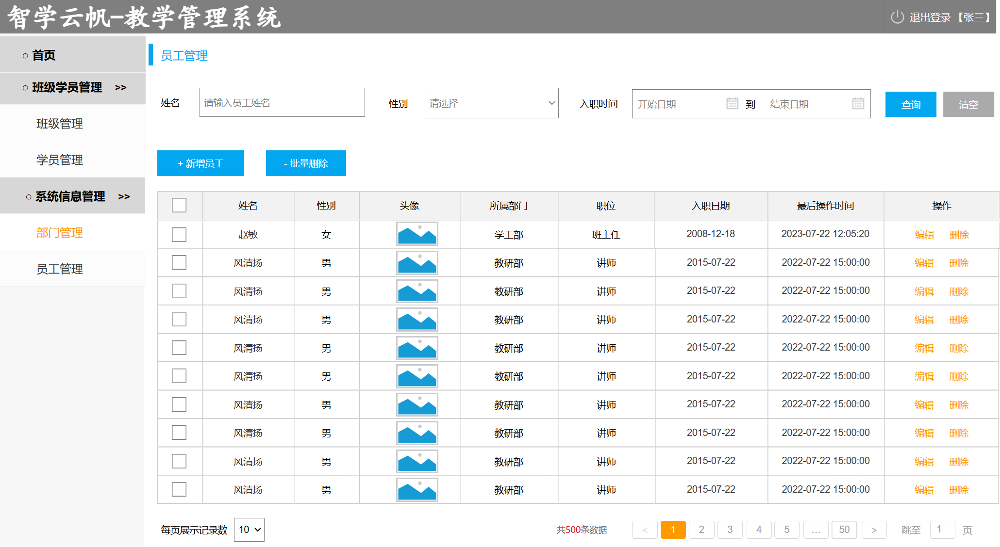 智学云帆-教学管理系统
退出登录【张三】
○ 首页
○ 班级学员管理 >>
班级管理
学员管理
○ 系统信息管理 >>
部门管理
员工管理
员工管理
姓名 请输入员工姓名 性别 请选择 入职时间 开始日期 到 结束日期 查询 清空
+ 新增员工 - 批量删除
姓名 性别 头像 所属部门 职位 入职日期 最后操作时间 操作
赵敏 女 学工部 班主任 2008-12-18 2023-07-22 12:05:20 编辑 删除
风清扬 男 教研部 讲师 2015-07-22 2022-07-22 15:00:00 编辑 删除
风清扬 男 教研部 讲师 2015-07-22 2022-07-22 15:00:00 编辑 删除
风清扬 男 教研部 讲师 2015-07-22 2022-07-22 15:00:00 编辑 删除
风清扬 男 教研部 讲师 2015-07-22 2022-07-22 15:00:00 编辑 删除
风清扬 男 教研部 讲师 2015-07-22 2022-07-22 15:00:00 编辑 删除
风清扬 男 教研部 讲师 2015-07-22 2022-07-22 15:00:00 编辑 删除
风清扬 男 教研部 讲师 2015-07-22 2022-07-22 15:00:00 编辑 删除
风清扬 男 教研部 讲师 2015-07-22 2022-07-22 15:00:00 编辑 删除
风清扬 男 教研部 讲师 2015-07-22 2022-07-22 15:00:00 编辑 删除
每页展示记录数 10 共500条数据 < 1 2 3 4 5 ... 50 > 跳至 1 页